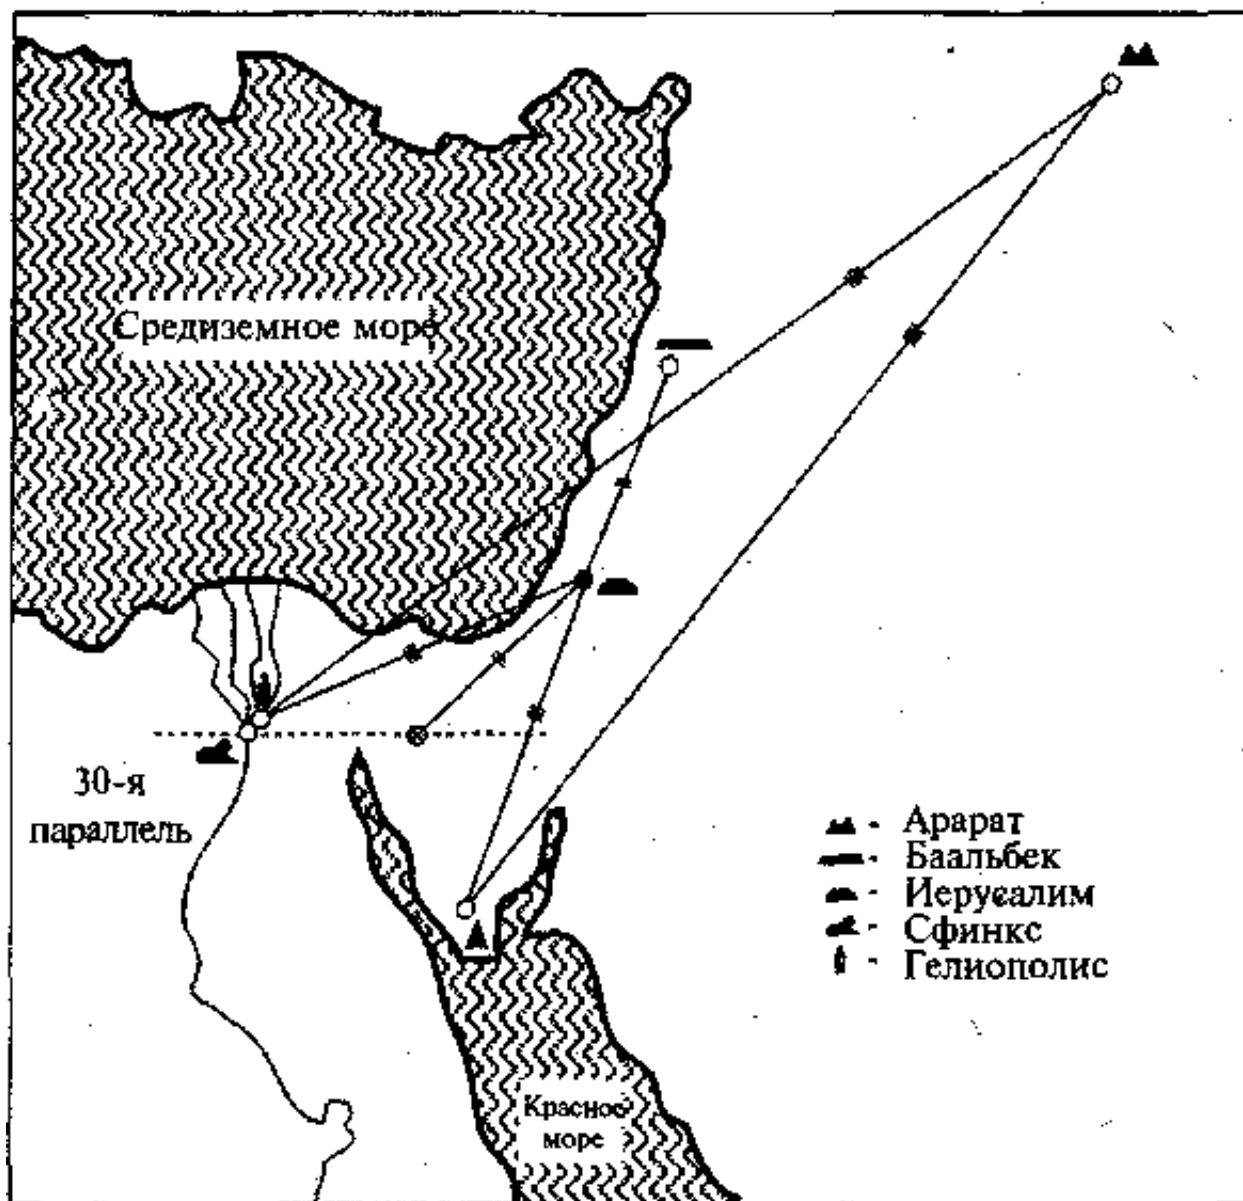 Средиземное море
30-я
параллель
- Арарат
- Баальбек
- Иерусалим
- Сфинкс
- Гелиополис
Красное
море